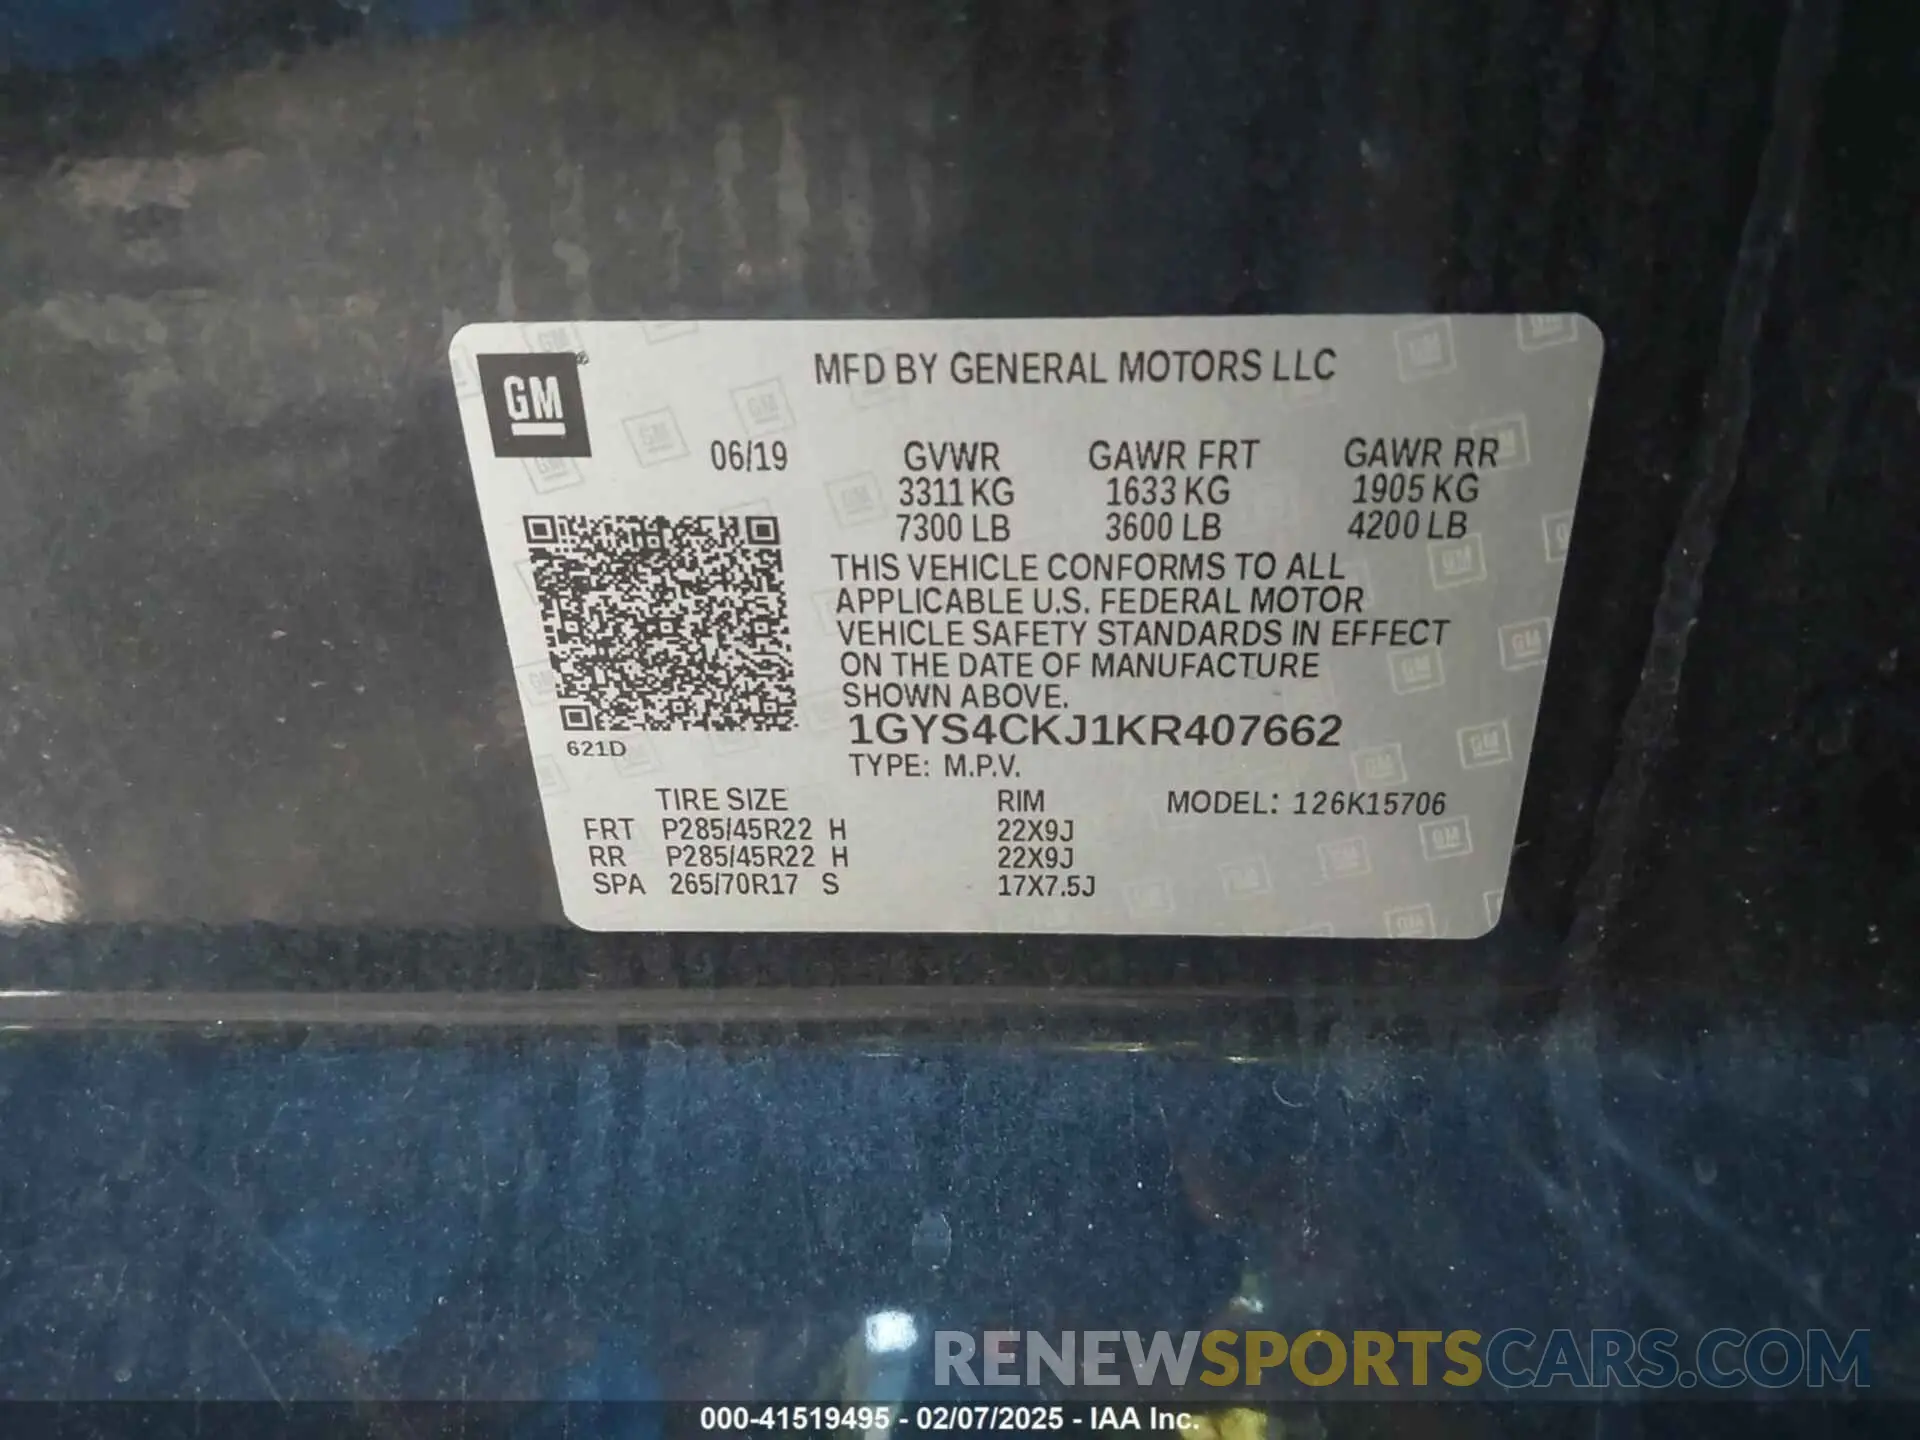 GM
MFD BY GENERAL MOTORS LLC
06/19 GVWR GAWR FRT GAWR RR
3311 KG 1633 KG 1905 KG
7300 LB 3600 LB 4200 LB
THIS VEHICLE CONFORMS TO ALL
APPLICABLE U.S. FEDERAL MOTOR
VEHICLE SAFETY STANDARDS IN EFFECT
ON THE DATE OF MANUFACTURE
SHOWN ABOVE.
1GYS4CKJ1KR407662
621D
TYPE: M.P.V.
TIRE SIZE RIM MODEL: 126K15706
FRT P285/45R22 H 22X9J
RR P285/45R22 H 22X9J
SPA 265/70R17 S 17X7.5J
RENEWSPORTSCARS.COM
000-41519495 - 02/07/2025 - IAA Inc.